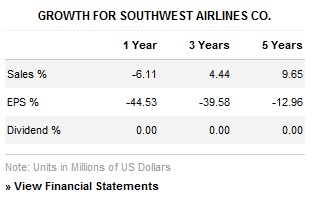 GROWTH FOR SOUTHWEST AIRLINES CO.
1 Year 3 Years 5 Years
Sales % -6.11 4.44 9.65
EPS % -44.53 -39.58 -12.96
Dividend % 0.00 0.00 0.00
Note: Units in Millions of US Dollars
» View Financial Statements